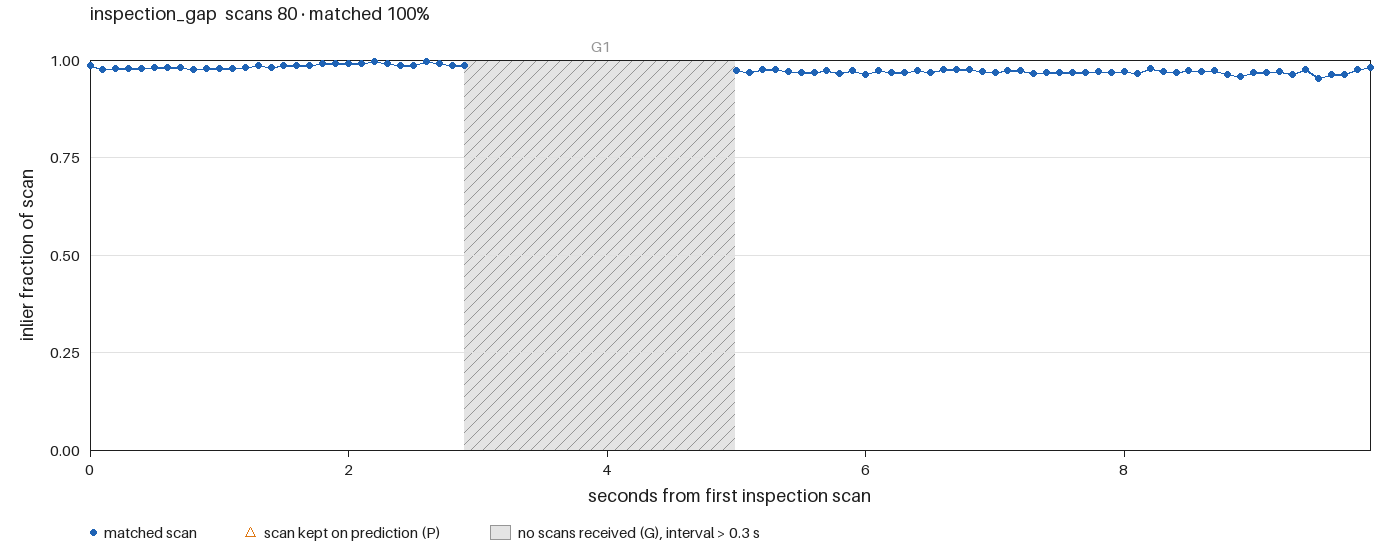 inspection_gap scans 80 · matched 100%
G1
1.00
0.75
0.50
0.25
0.00
inlier fraction of scan
0 2 4 6 8
seconds from first inspection scan
matched scan scan kept on prediction (P) no scans received (G), interval > 0.3 s